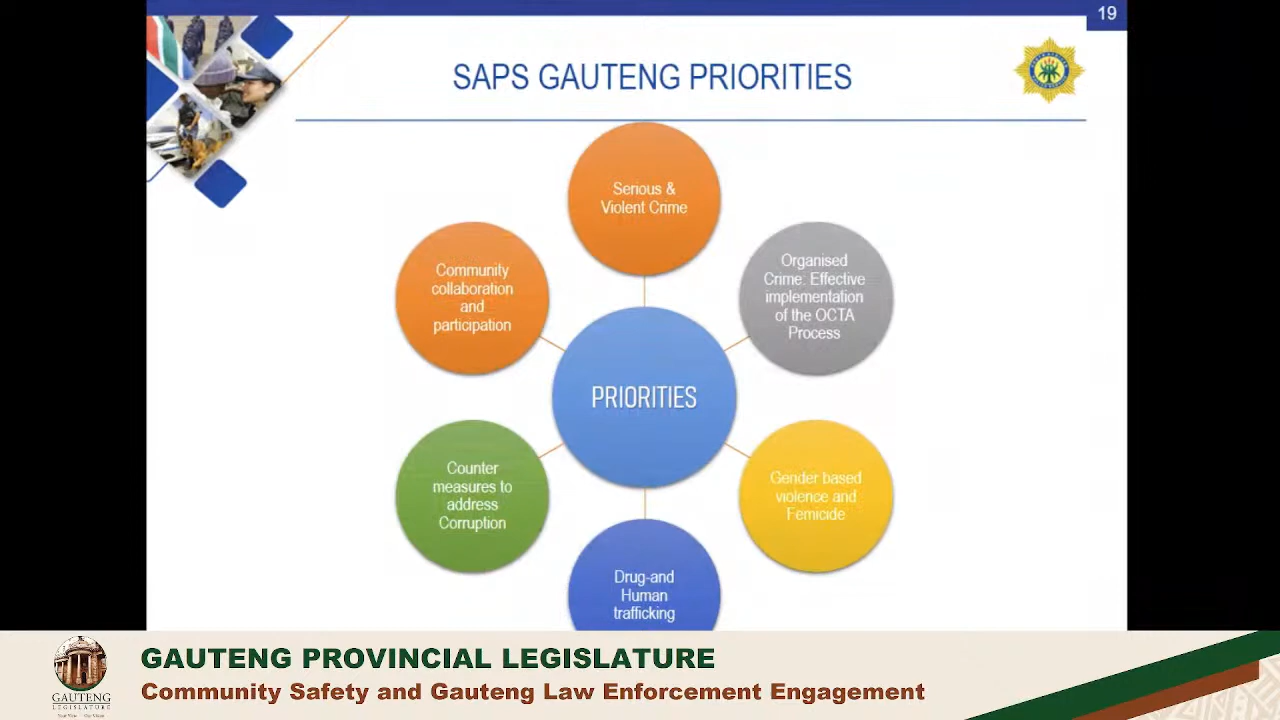 19
SAPS GAUTENG PRIORITIES
Serious &
Violent Crime
Organised
Crime: Effective
implementation
of the OCTA
Process
Gender based
violence and
Femicide
Drug-and
Human
trafficking
Counter
measures to
address
Corruption
Community
collaboration
and
participation
PRIORITIES
GAUTENG PROVINCIAL LEGISLATURE
Community Safety and Gauteng Law Enforcement Engagement
GAUTENG
LEGISLATURE